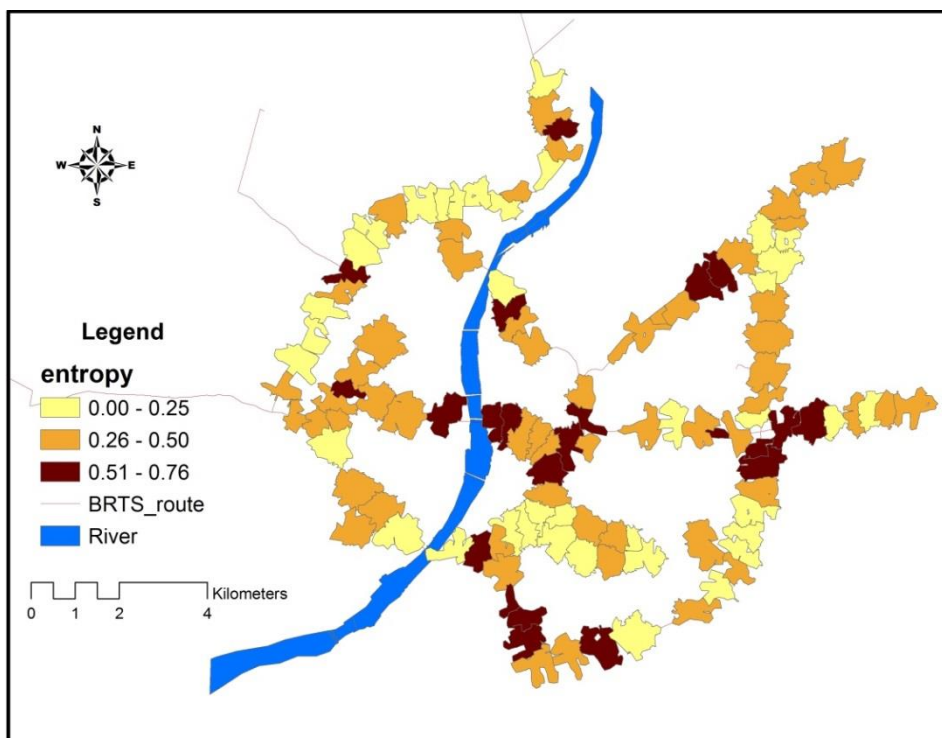 N
W E
S
Legend
entropy
0.00 - 0.25
0.26 - 0.50
0.51 - 0.76
BRTS_route
River
Kilometers
0 1 2 4